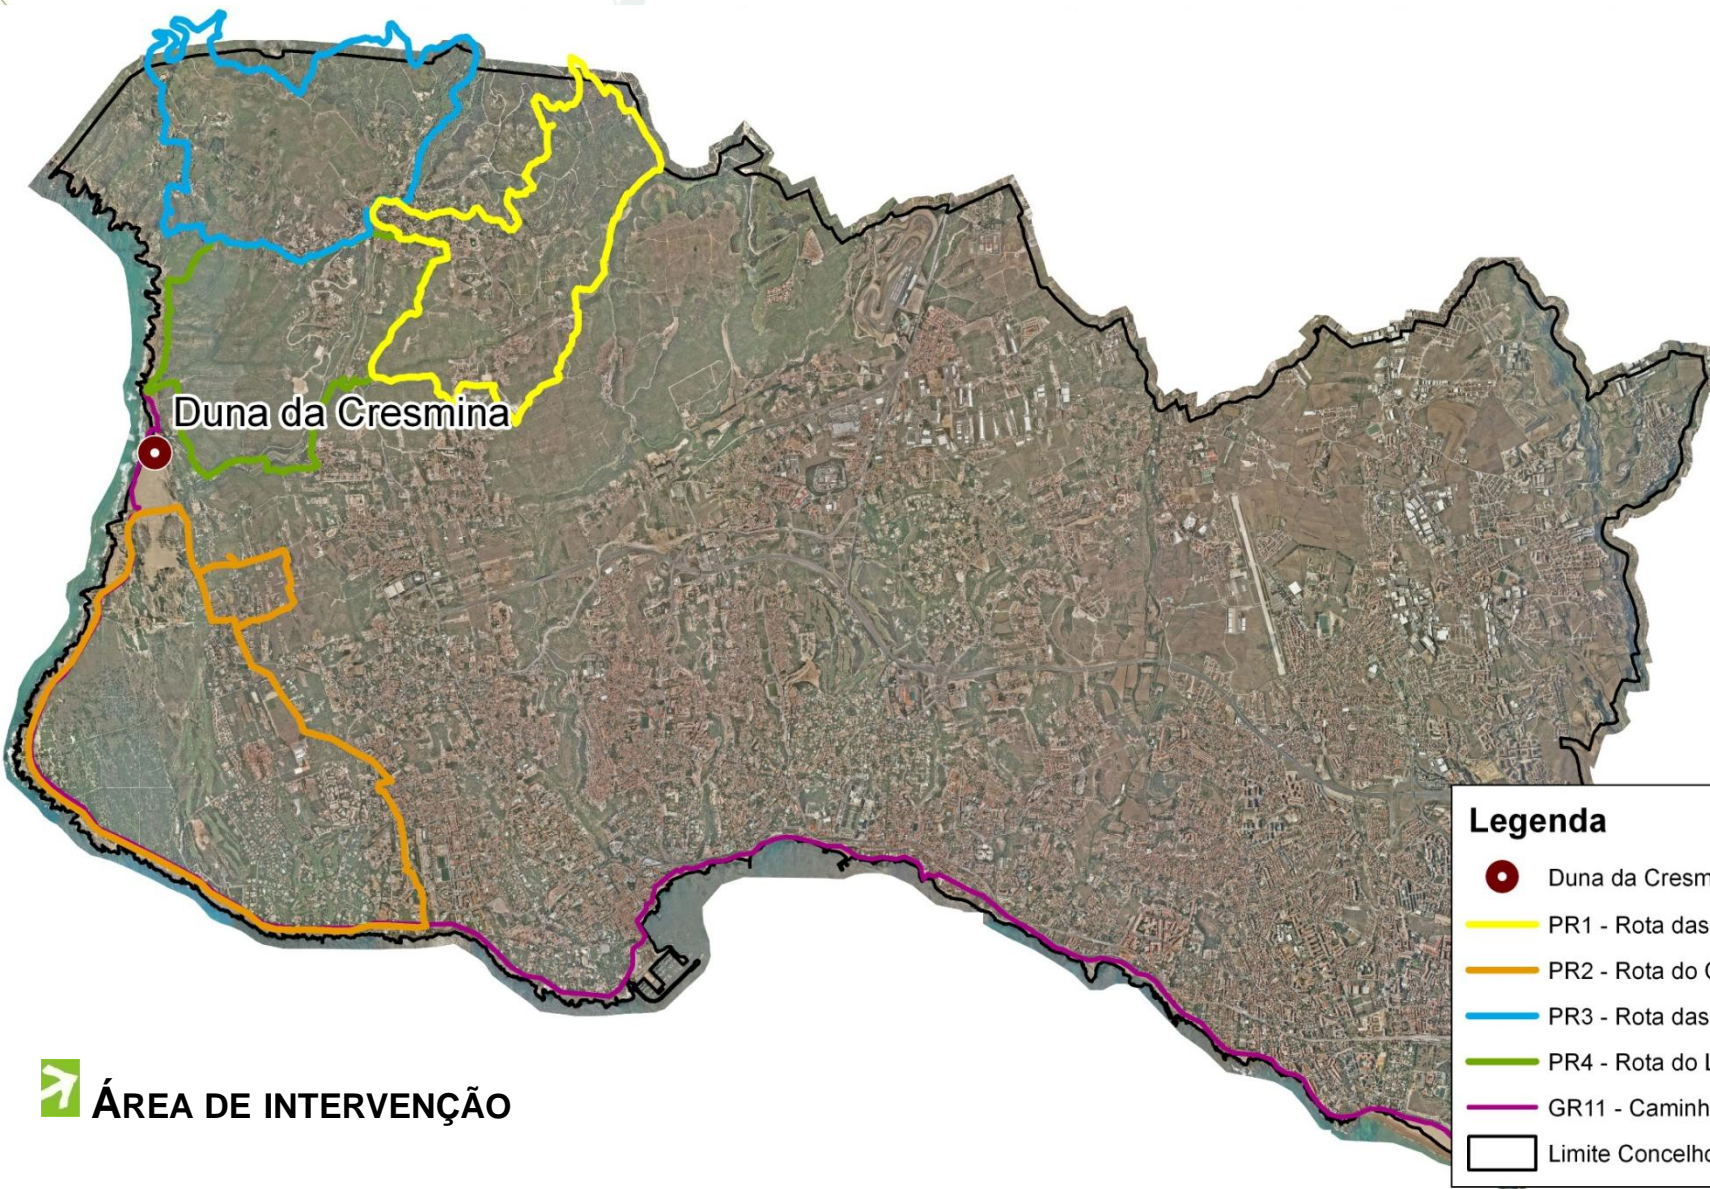 Duna da Cresmina
Legenda
Duna da Cresm
PR1 - Rota das
PR2 - Rota do
PR3 - Rota das
PR4 - Rota do L
GR11 - Caminh
Limite Concelho
ÁREA DE INTERVENÇÃO